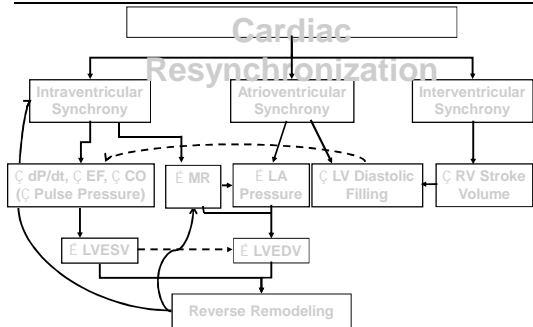 Cardiac
Resynchronization
Intraventricular
Synchrony
Atrioventricular
Synchrony
Interventricular
Synchrony
Ç dP/dt, Ç EF, Ç CO
(Ç Pulse Pressure)
É MR
É LA
Pressure
Ç LV Diastolic
Filling
Ç RV Stroke
Volume
É LVESV
É LVEDV
Reverse Remodeling